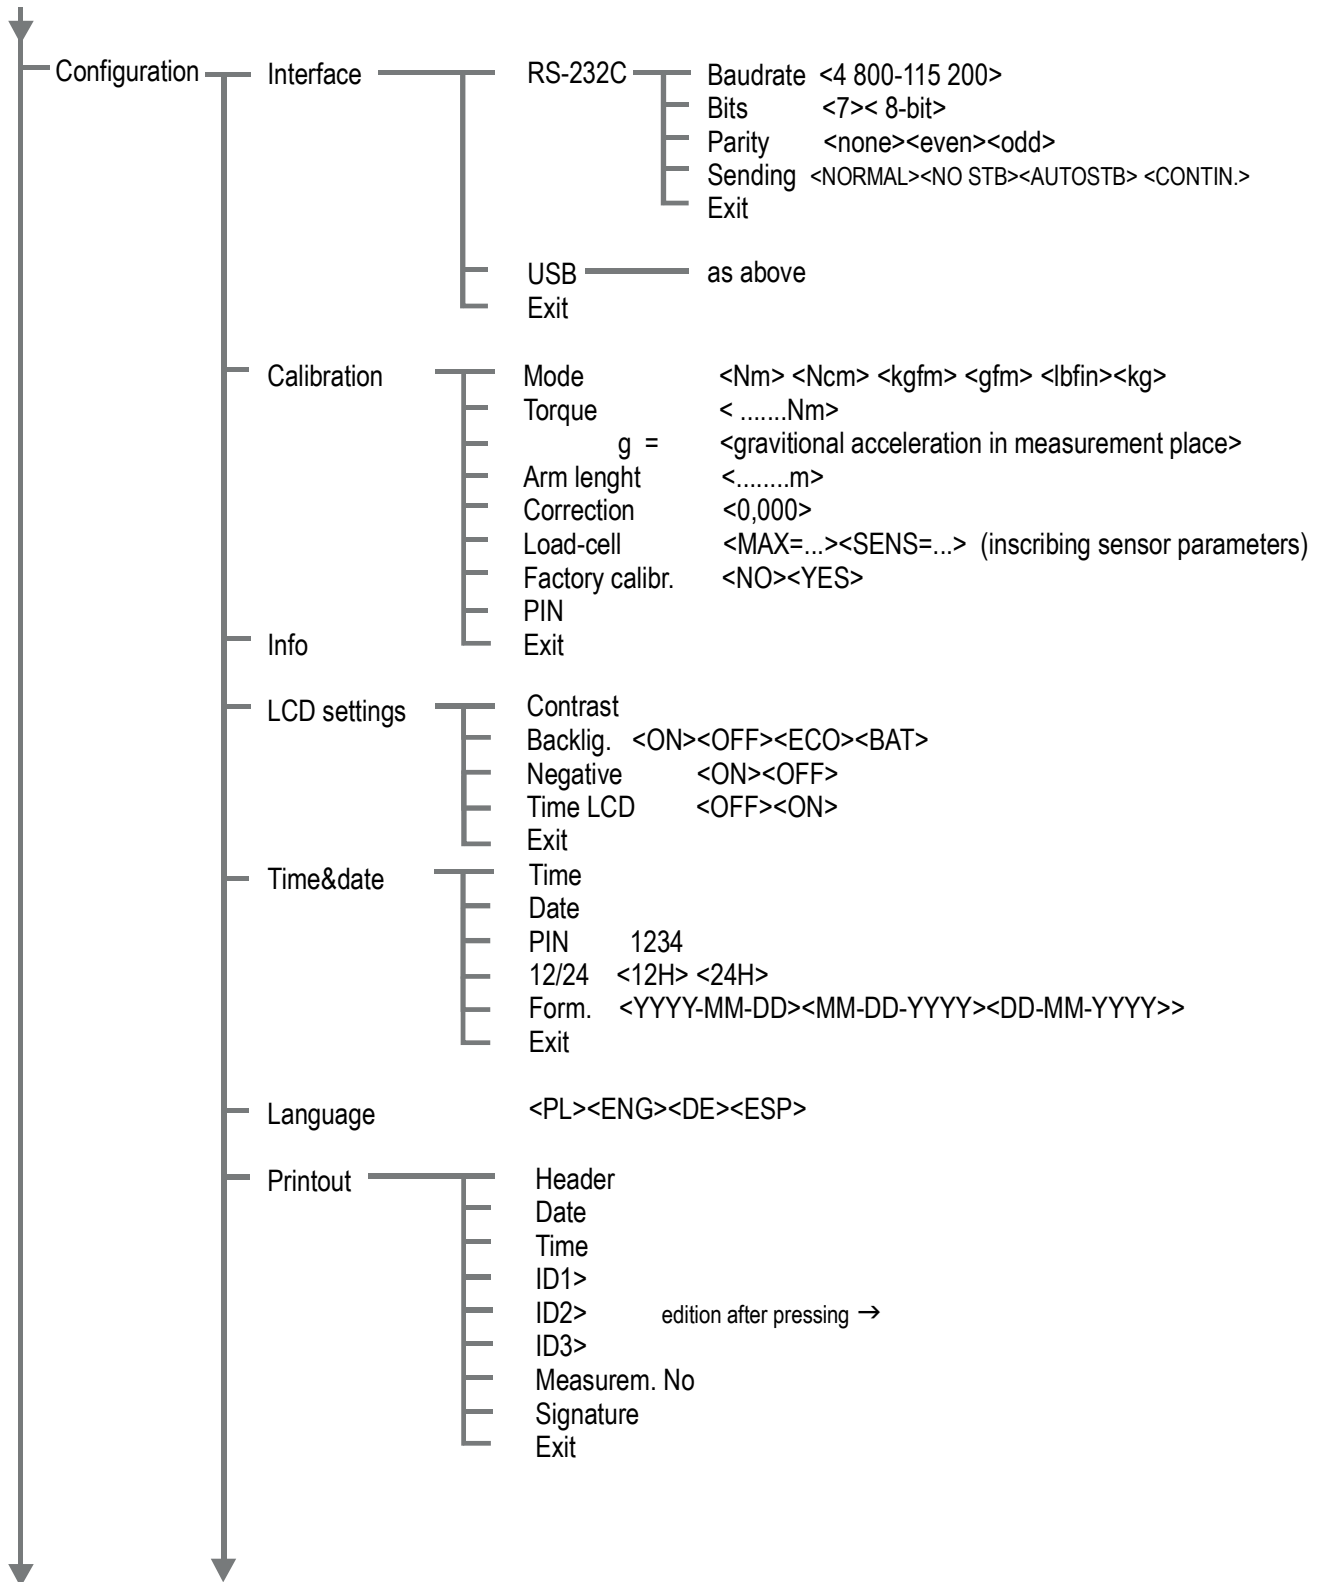 Configuration Interface RS-232C Baudrate <4 800-115 200>
Bits <7>< 8-bit>
Parity <none><even><odd>
Sending <NORMAL><NO STB><AUTOSTB> <CONTIN.>
Exit
USB as above
Exit
Calibration Mode <Nm> <Ncm> <kgfm> <gfm> <lbfin><kg>
Torque < .......Nm>
g = <gravitional acceleration in measurement place>
Arm lenght <........m>
Correction <0,000>
Load-cell <MAX=...><SENS=...> (inscribing sensor parameters)
Factory calibr. <NO><YES>
PIN
Info Exit
LCD settings Contrast
Backlig. <ON><OFF><ECO><BAT>
Negative <ON><OFF>
Time LCD <OFF><ON>
Exit
Time&date Time
Date
PIN 1234
12/24 <12H> <24H>
Form. <YYYY-MM-DD><MM-DD-YYYY><DD-MM-YYYY>>
Exit
Language <PL><ENG><DE><ESP>
Printout Header
Date
Time
ID1>
ID2> edition after pressing →
ID3>
Measurem. No
Signature
Exit